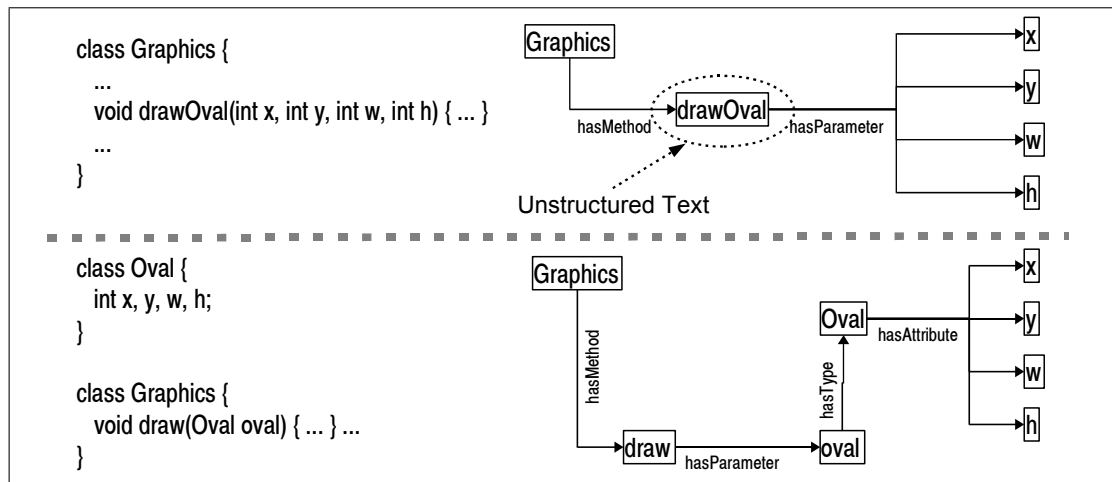 class Graphics {
...
void drawOval(int x, int y, int w, int h) { ... }
...
}
Graphics
hasMethod
drawOval
hasParameter
x
y
w
h
Unstructured Text
class Oval {
int x, y, w, h;
}
class Graphics {
void draw(Oval oval) { ... } ...
}
Graphics
hasMethod
draw
hasParameter
oval
hasType
Oval
hasAttribute
x
y
w
h